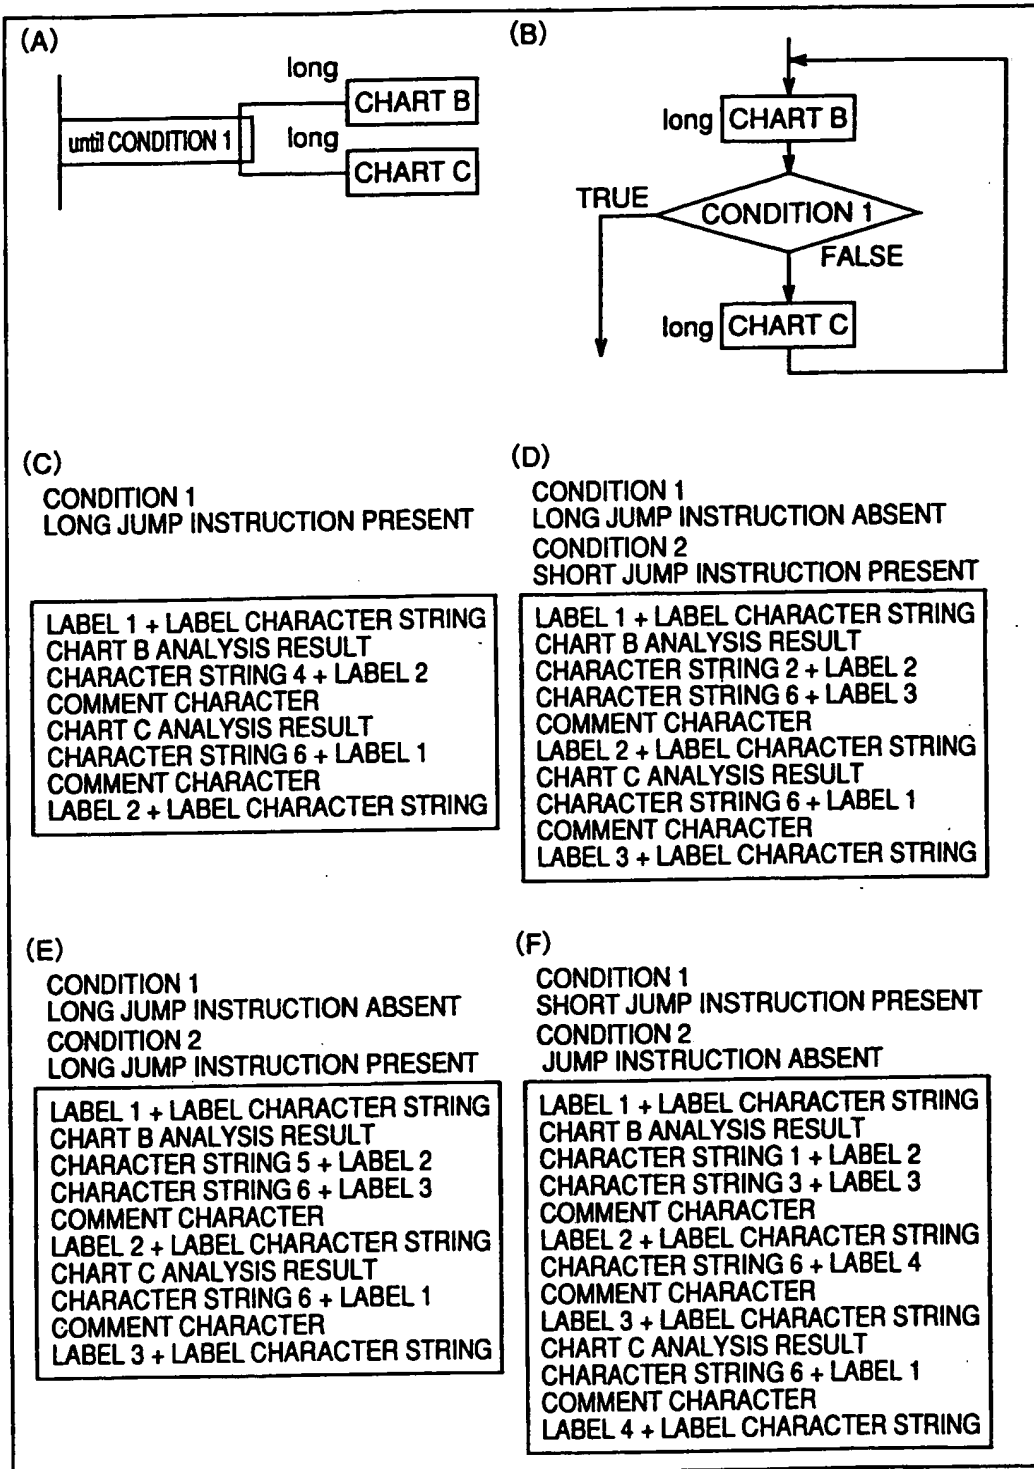 (A)
long
CHART B
until CONDITION 1
long
CHART C
(B)
long CHART B
TRUE
CONDITION 1
FALSE
long CHART C
(C)
CONDITION 1
LONG JUMP INSTRUCTION PRESENT
LABEL 1 + LABEL CHARACTER STRING
CHART B ANALYSIS RESULT
CHARACTER STRING 4 + LABEL 2
COMMENT CHARACTER
CHART C ANALYSIS RESULT
CHARACTER STRING 6 + LABEL 1
COMMENT CHARACTER
LABEL 2 + LABEL CHARACTER STRING
(D)
CONDITION 1
LONG JUMP INSTRUCTION ABSENT
CONDITION 2
SHORT JUMP INSTRUCTION PRESENT
LABEL 1 + LABEL CHARACTER STRING
CHART B ANALYSIS RESULT
CHARACTER STRING 2 + LABEL 2
CHARACTER STRING 6 + LABEL 3
COMMENT CHARACTER
LABEL 2 + LABEL CHARACTER STRING
CHART C ANALYSIS RESULT
CHARACTER STRING 6 + LABEL 1
COMMENT CHARACTER
LABEL 3 + LABEL CHARACTER STRING
(E)
CONDITION 1
LONG JUMP INSTRUCTION ABSENT
CONDITION 2
LONG JUMP INSTRUCTION PRESENT
LABEL 1 + LABEL CHARACTER STRING
CHART B ANALYSIS RESULT
CHARACTER STRING 5 + LABEL 2
CHARACTER STRING 6 + LABEL 3
COMMENT CHARACTER
LABEL 2 + LABEL CHARACTER STRING
CHART C ANALYSIS RESULT
CHARACTER STRING 6 + LABEL 1
COMMENT CHARACTER
LABEL 3 + LABEL CHARACTER STRING
(F)
CONDITION 1
SHORT JUMP INSTRUCTION PRESENT
CONDITION 2
JUMP INSTRUCTION ABSENT
LABEL 1 + LABEL CHARACTER STRING
CHART B ANALYSIS RESULT
CHARACTER STRING 1 + LABEL 2
CHARACTER STRING 3 + LABEL 3
COMMENT CHARACTER
LABEL 2 + LABEL CHARACTER STRING
CHARACTER STRING 6 + LABEL 4
COMMENT CHARACTER
LABEL 3 + LABEL CHARACTER STRING
CHART C ANALYSIS RESULT
CHARACTER STRING 6 + LABEL 1
COMMENT CHARACTER
LABEL 4 + LABEL CHARACTER STRING